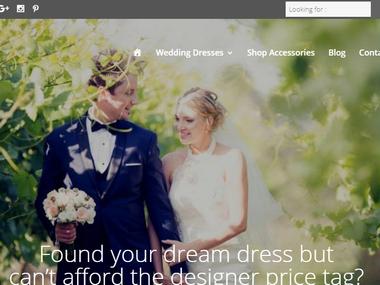 Looking for :
Wedding Dresses Shop Accessories Blog Conta
Found your dream dress but
can't afford the designer price tag?